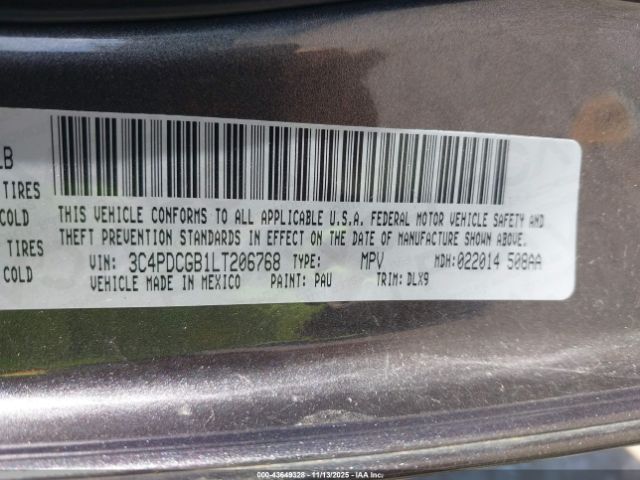 LB
TIRES
COLD
TIRES
COLD
THIS VEHICLE CONFORMS TO ALL APPLICABLE U.S.A. FEDERAL MOTOR VEHICLE SAFETY AND
THEFT PREVENTION STANDARDS IN EFFECT ON THE DATE OF MANUFACTURE SHOWN ABOVE.
VIN: 3C4PDCGB1LT206768 TYPE: MPV MDH:022014 508AA
VEHICLE MADE IN MEXICO PAINT: PAU TRIM: DLX9
000-43649328 - 11/13/2025 - IAA Inc. (Owner)